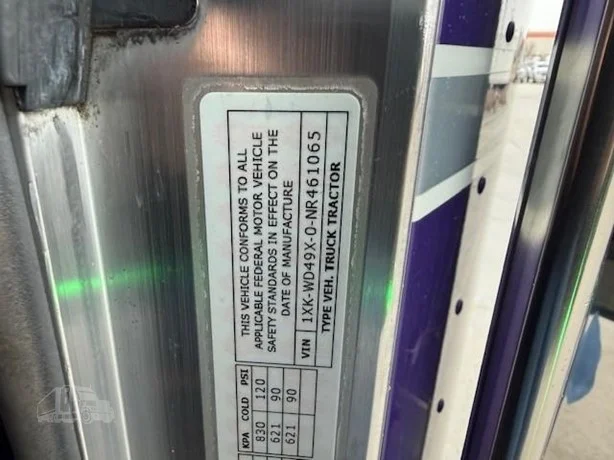 THIS VEHICLE CONFORMS TO ALL
APPLICABLE FEDERAL MOTOR VEHICLE
SAFETY STANDARDS IN EFFECT ON THE
DATE OF MANUFACTURE
VIN 1XK-WD49X-0-NR461065
TYPE VEH. TRUCK TRACTOR
KPA COLD PSI
830 120
621 90
621 90